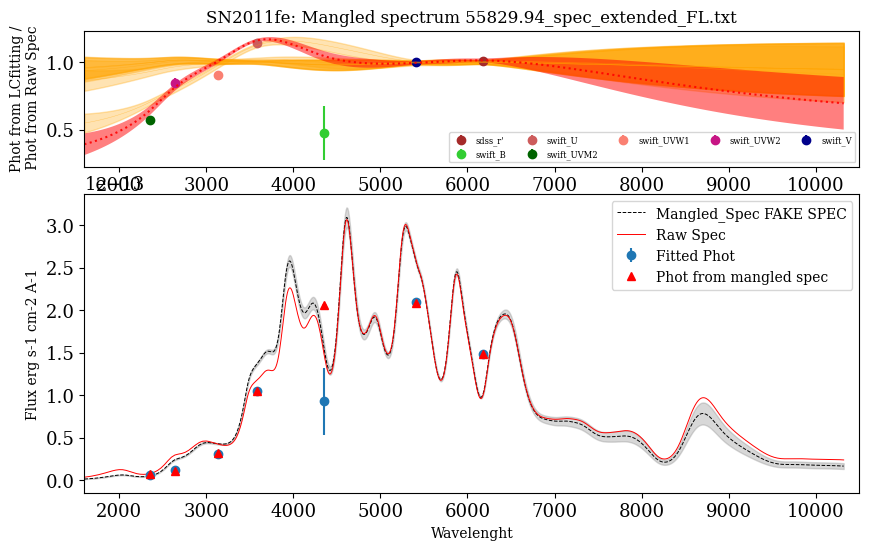 SN2011fe: Mangled spectrum 55829.94_spec_extended_FL.txt
Phot from LCfitting /
Phot from Raw Spec
1.0
0.5
sdss_r'
swift_U
swift_UVW1
swift_UVW2
swift_V
swift_B
swift_UVM2
2000 3000 4000 5000 6000 7000 8000 9000 10000
1e−13
Flux erg s-1 cm-2 A-1
3.0
2.5
2.0
1.5
1.0
0.5
0.0
Mangled_Spec FAKE SPEC
Raw Spec
Fitted Phot
Phot from mangled spec
2000 3000 4000 5000 6000 7000 8000 9000 10000
Wavelenght